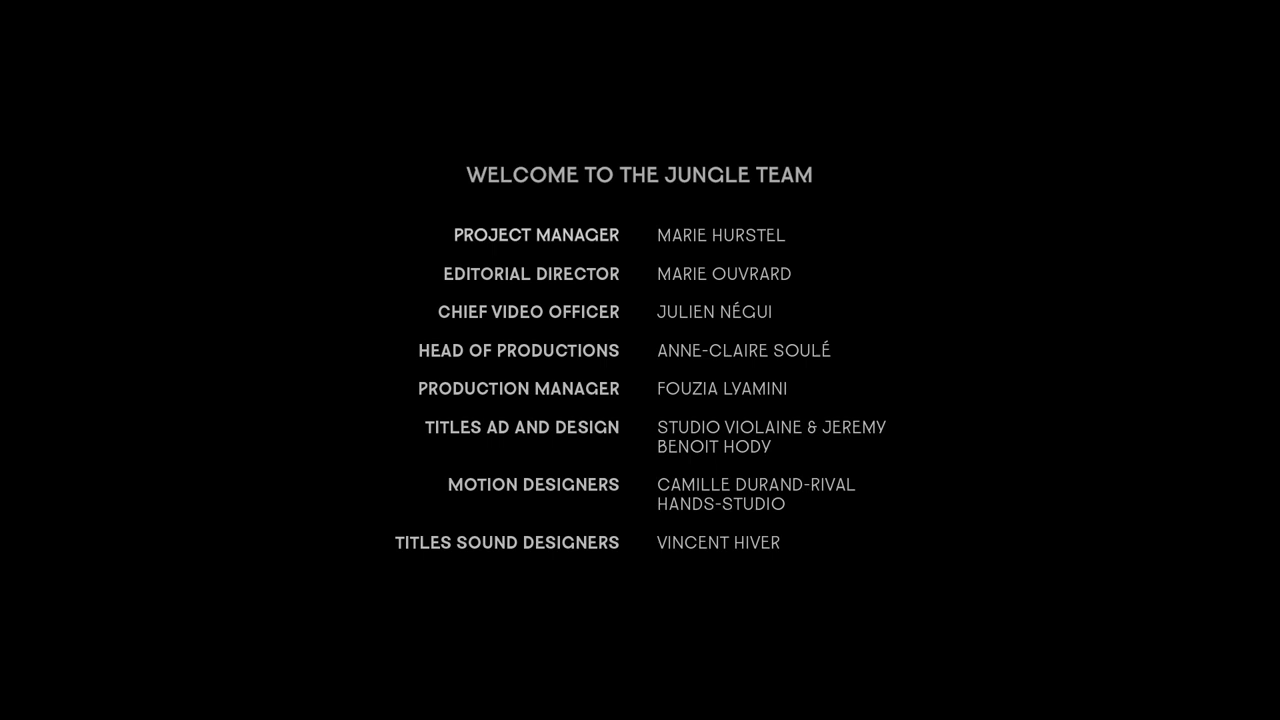 WELCOME TO THE JUNGLE TEAM
PROJECT MANAGER MARIE HURSTEL
EDITORIAL DIRECTOR MARIE OUVRARD
CHIEF VIDEO OFFICER JULIEN NÉGUI
HEAD OF PRODUCTIONS ANNE-CLAIRE SOULÉ
PRODUCTION MANAGER FOUZIA LYAMINI
TITLES AD AND DESIGN STUDIO VIOLAINE & JEREMY
BENOIT HODY
MOTION DESIGNERS CAMILLE DURAND-RIVAL
HANDS-STUDIO
TITLES SOUND DESIGNERS VINCENT HIVER